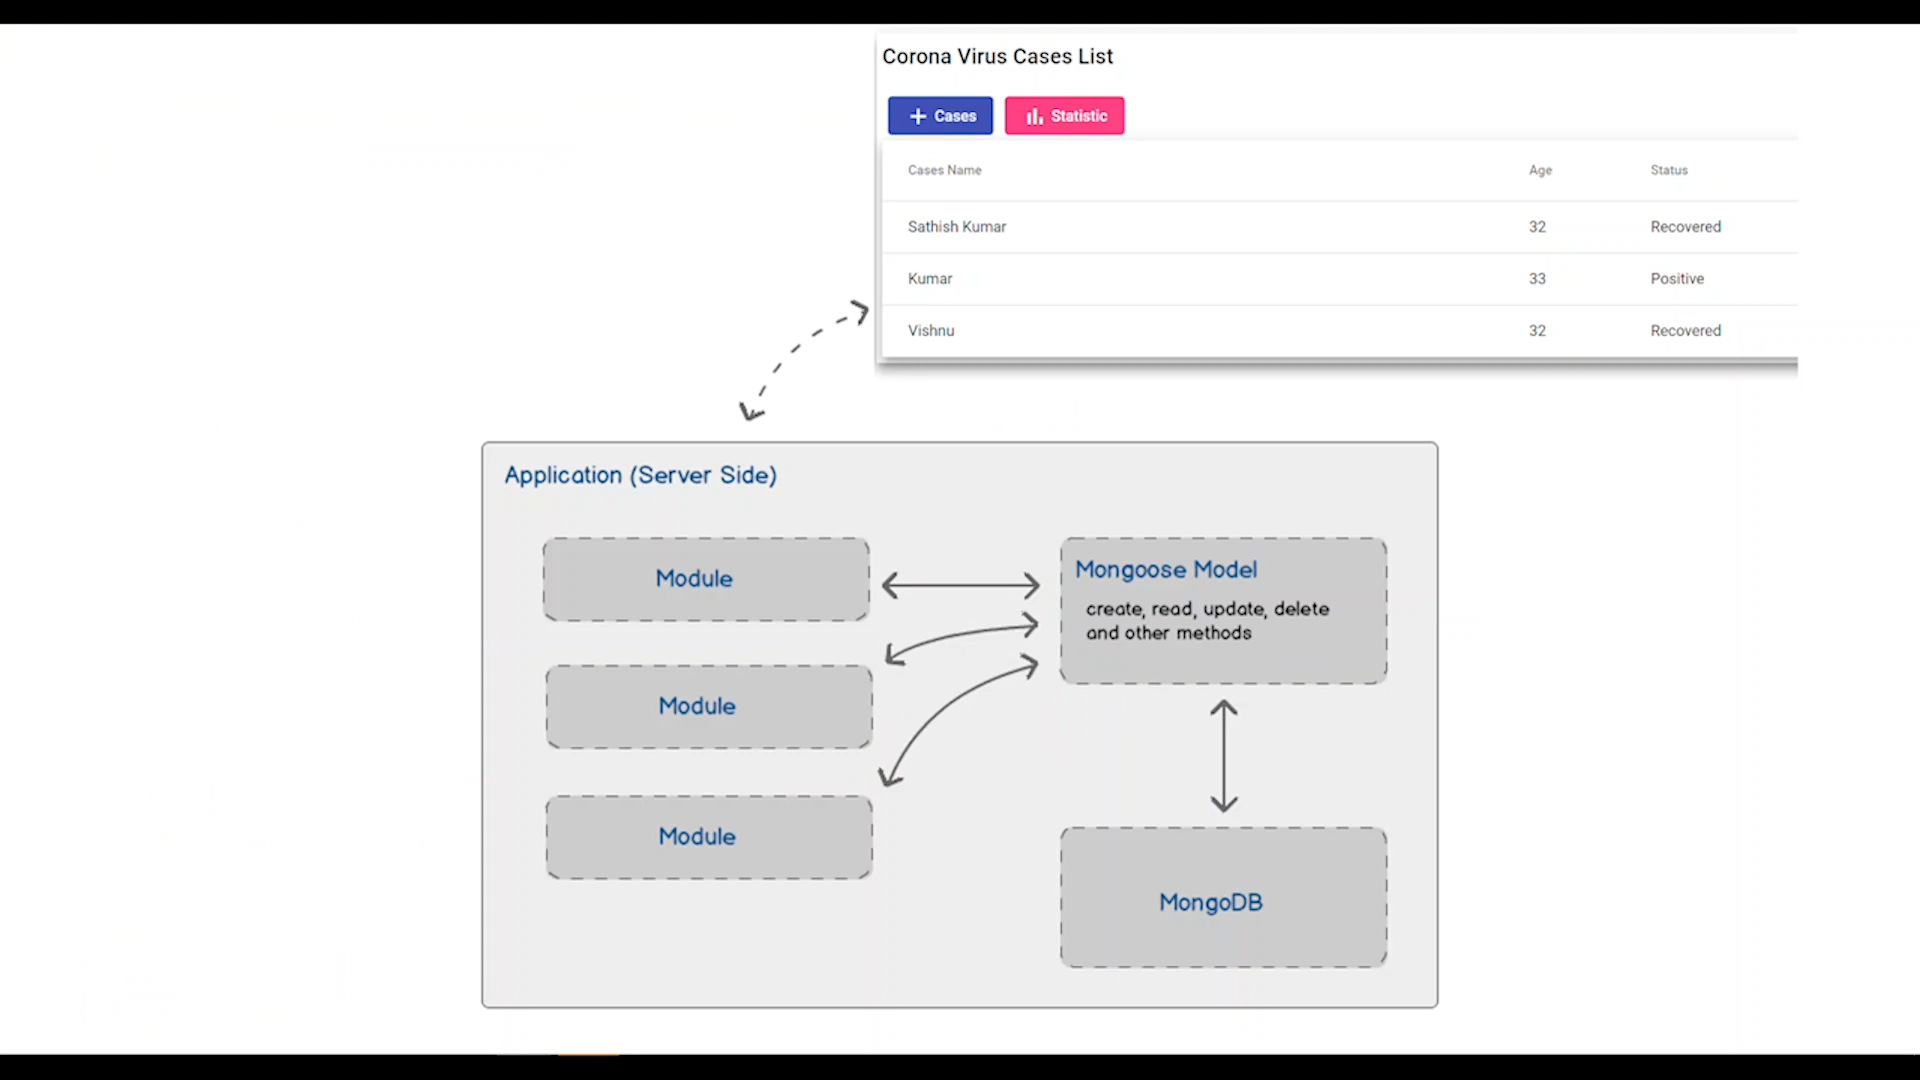 Corona Virus Cases List
Cases Statistic
Cases Name Age Status
Sathish Kumar 32 Recovered
Kumar 33 Positive
Vishnu 32 Recovered
Application (Server Side)
Module
Mongoose Model
create, read, update, delete
and other methods
Module
Module
MongoDB